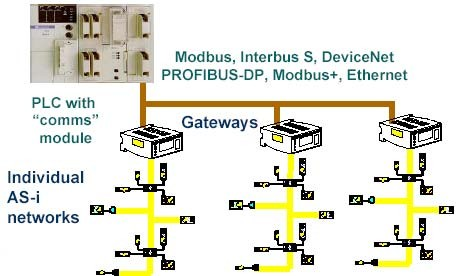 Modbus, Interbus S, DeviceNet
PROFIBUS-DP, Modbus+, Ethernet
PLC with
“comms”
module
Gateways
Individual
AS-i
networks